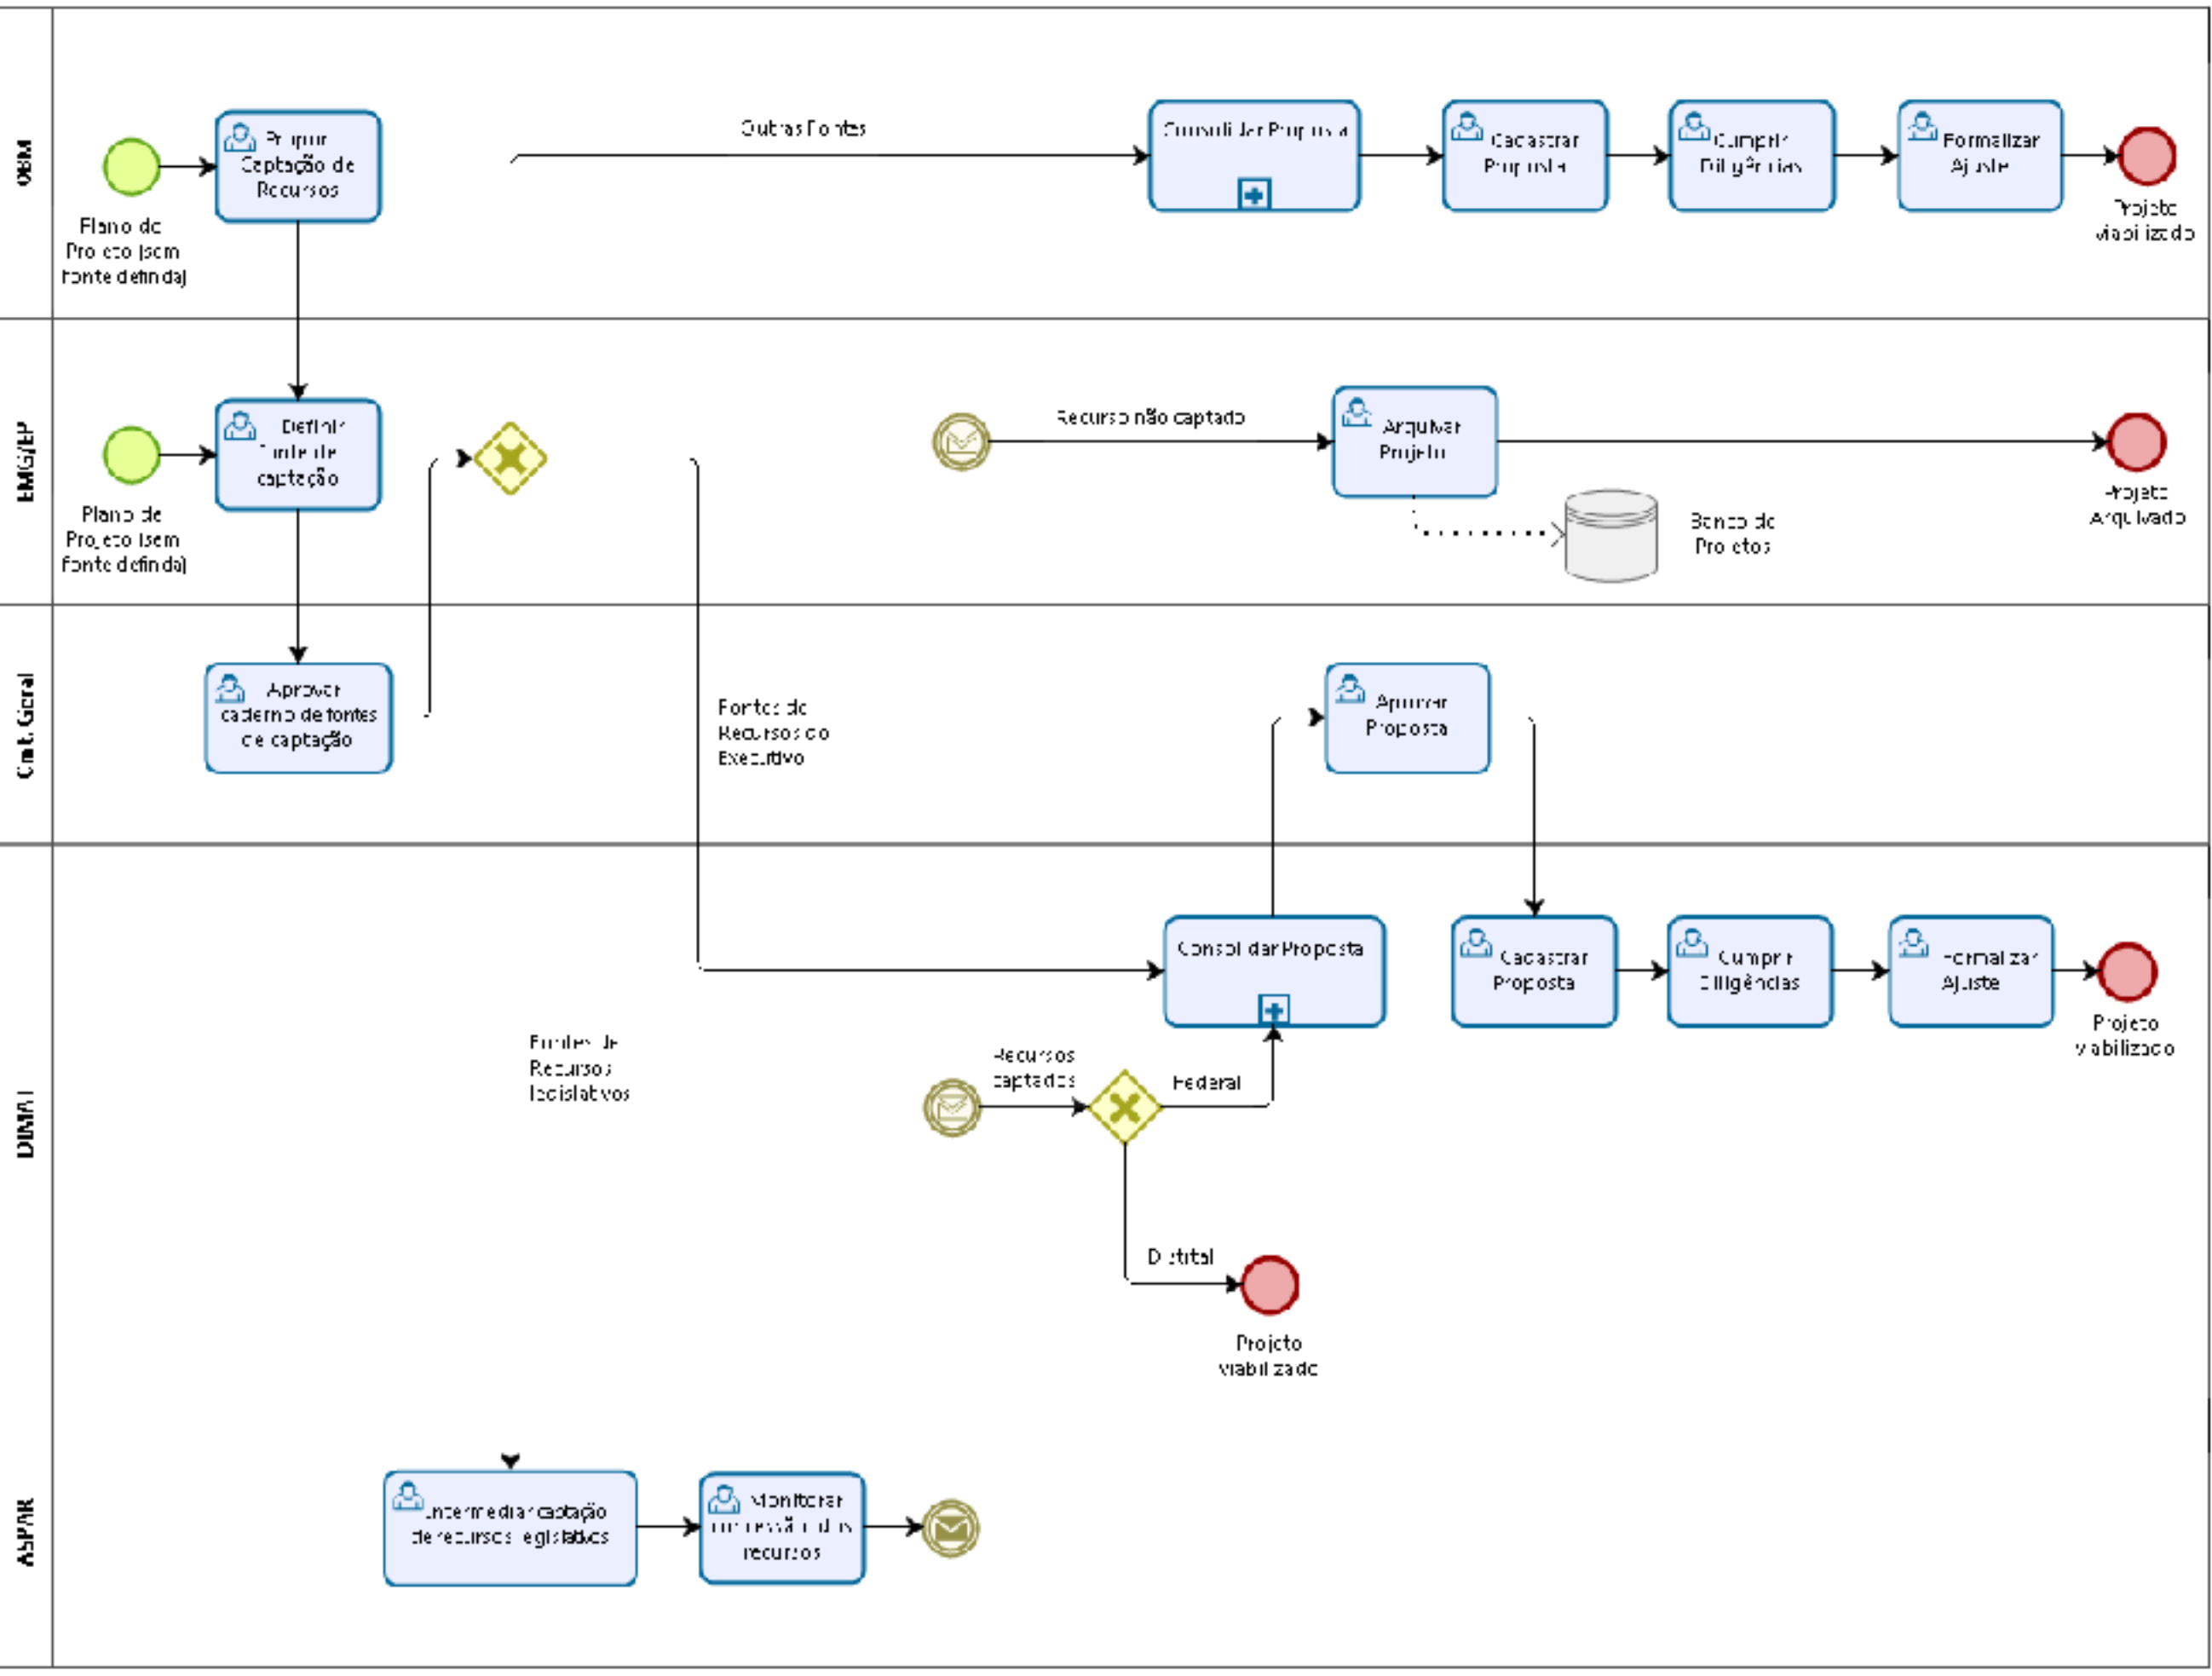 OBM
Propor
Captação de
Recursos
Plano de
Projeto (sem
fonte definida)
Outras Fontes
Consolidar Proposta
Cadastrar
Proposta
Cumprir
Diligências
Formalizar
Ajuste
Projeto
viabilizado
EMG/EP
Definir
fonte de
captação
Plano de
Projeto (sem
fonte definida)
Recurso não captado
Arquivar
Projeto
Banco de
Projetos
Projeto
Arquivado
Cmt. Geral
Aprovar
caderno de fontes
de captação
Fontes de
Recursos do
Executivo
Aprovar
Proposta
DIMAT
Consolidar Proposta
Cadastrar
Proposta
Cumprir
Diligências
Formalizar
Ajuste
Projeto
viabilizado
Fontes de
Recursos
legislativos
Recursos
captados
Federal
Distrital
Projeto
viabilizado
ASPAR
Intermediar captação
de recursos legislativos
Monitorar
concessão dos
recursos